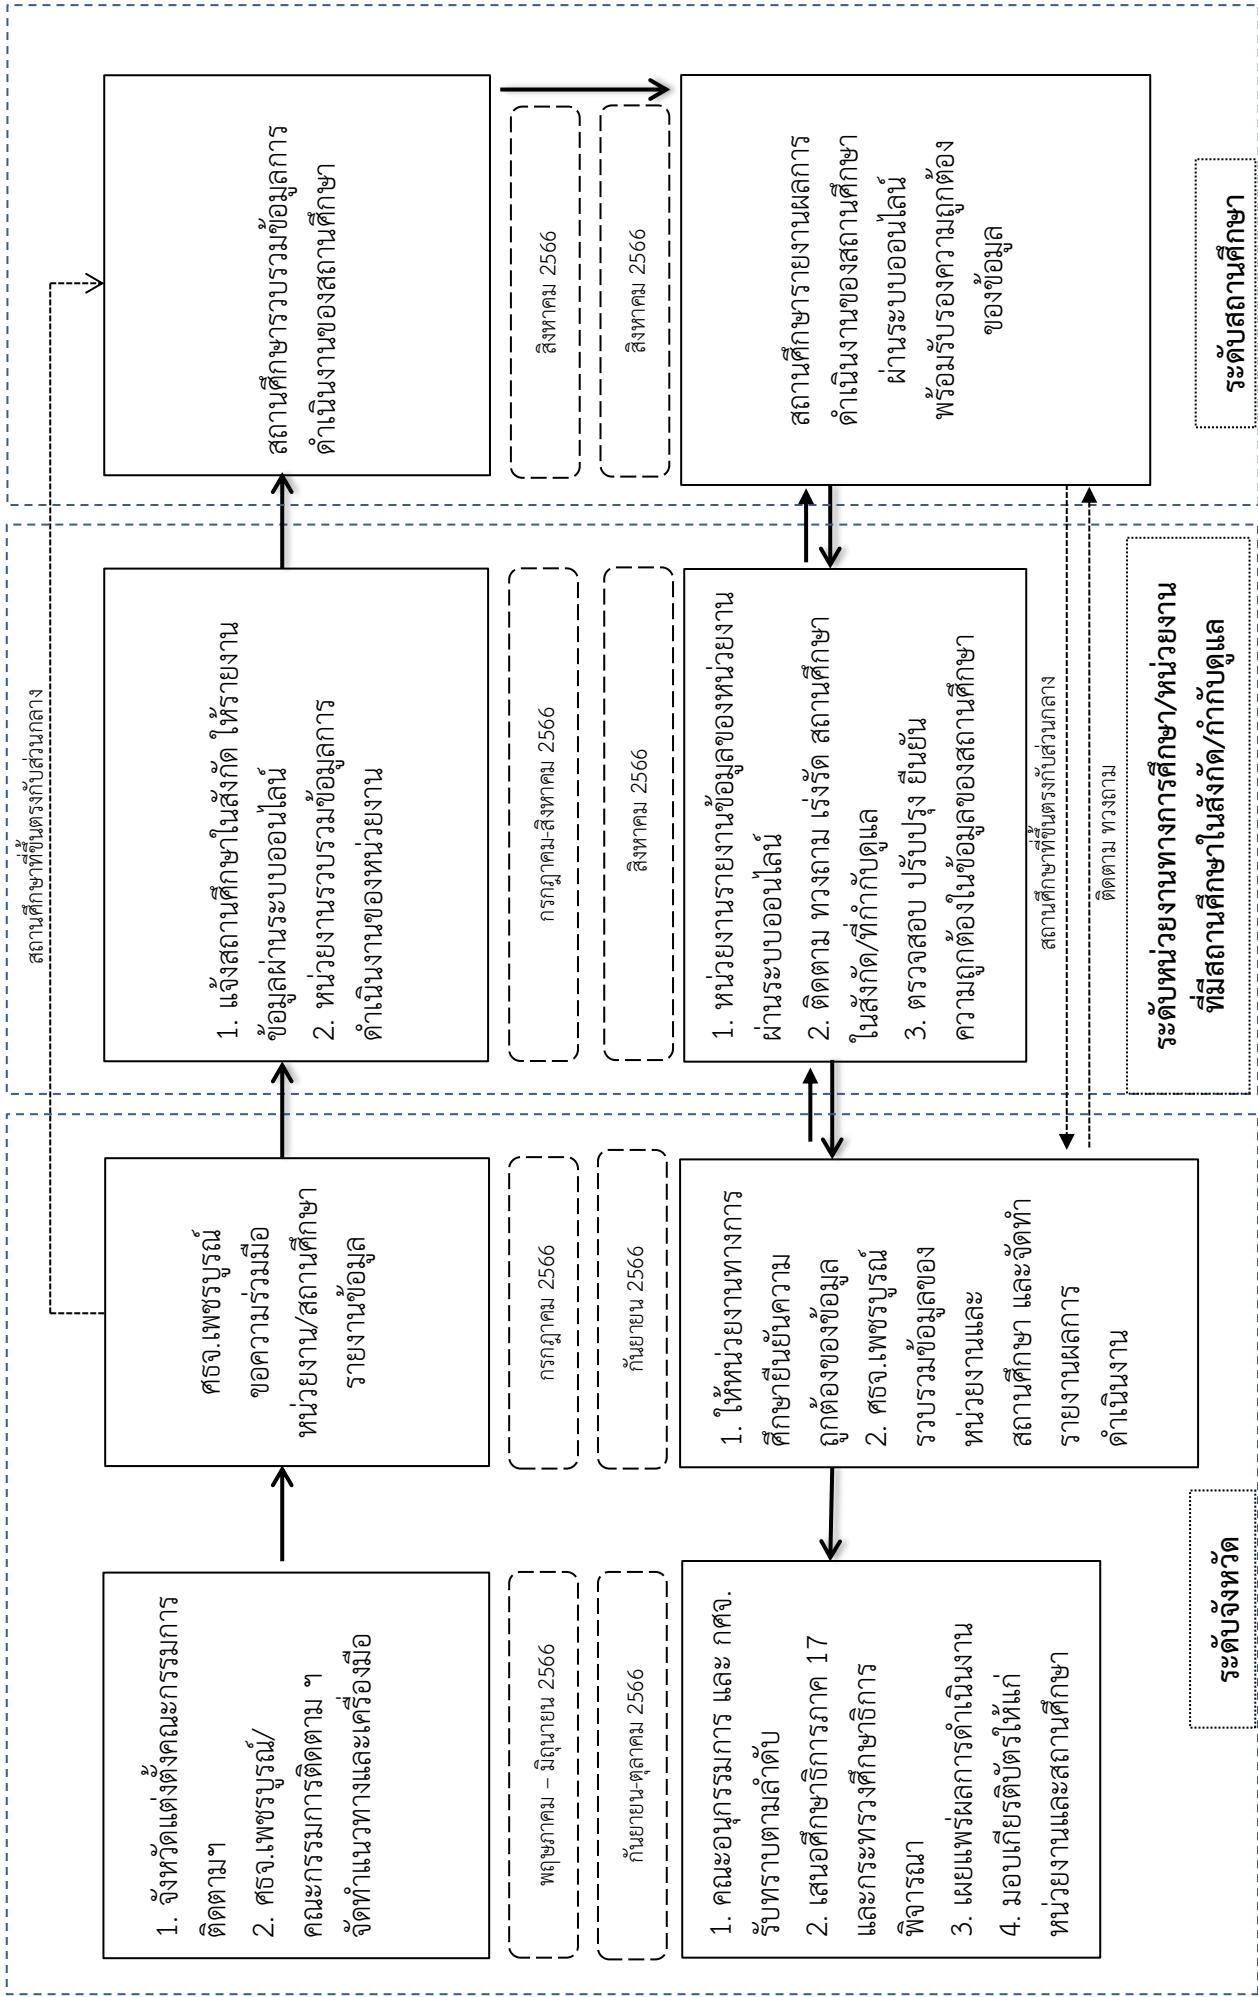 สถานศึกษาที่ขึ้นตรงกับส่วนกลาง
1. จังหวัดแต่งตั้งคณะกรรมการ
ติดตามฯ
2. ศธจ.เพชรบูรณ์/
คณะกรรมการติดตาม ฯ
จัดทำแนวทางและเครื่องมือ
ศธจ.เพชรบูรณ์
ขอความร่วมมือ
หน่วยงาน/สถานศึกษา
รายงานข้อมูล
1. แจ้งสถานศึกษาในสังกัด ให้รายงาน
ข้อมูลผ่านระบบออนไลน์
2. หน่วยงานรวบรวมข้อมูลการ
ดำเนินงานของหน่วยงาน
สถานศึกษารวบรวมข้อมูลการ
ดำเนินงานของสถานศึกษา
พฤษภาคม – มิถุนายน 2566
กรกฎาคม 2566
กรกฎาคม-สิงหาคม 2566
สิงหาคม 2566
กันยายน-ตุลาคม 2566
กันยายน 2566
สิงหาคม 2566
สิงหาคม 2566
1. คณะอนุกรรมการ และ กศจ.
รับทราบตามลำดับ
2. เสนอศึกษาธิการภาค 17
และกระทรวงศึกษาธิการ
พิจารณา
3. เผยแพร่ผลการดำเนินงาน
4. มอบเกียรติบัตรให้แก่
หน่วยงานและสถานศึกษา
1. ให้หน่วยงานทางการ
ศึกษายืนยันความ
ถูกต้องของข้อมูล
2. ศธจ.เพชรบูรณ์
รวบรวมข้อมูลของ
หน่วยงานและ
สถานศึกษา และจัดทำ
รายงานผลการ
ดำเนินงาน
1. หน่วยงานรายงานข้อมูลของหน่วยงาน
ผ่านระบบออนไลน์
2. ติดตาม ทวงถาม เร่งรัด สถานศึกษา
ในสังกัด/ที่กำกับดูแล
3. ตรวจสอบ ปรับปรุง ยืนยัน
ความถูกต้องในข้อมูลของสถานศึกษา
สถานศึกษารายงานผลการ
ดำเนินงานของสถานศึกษา
ผ่านระบบออนไลน์
พร้อมรับรองความถูกต้อง
ของข้อมูล
สถานศึกษาที่ขึ้นตรงกับส่วนกลาง
ติดตาม ทวงถาม
ระดับจังหวัด
ระดับหน่วยงานทางการศึกษา/หน่วยงาน
ที่มีสถานศึกษาในสังกัด/กำกับดูแล
ระดับสถานศึกษา